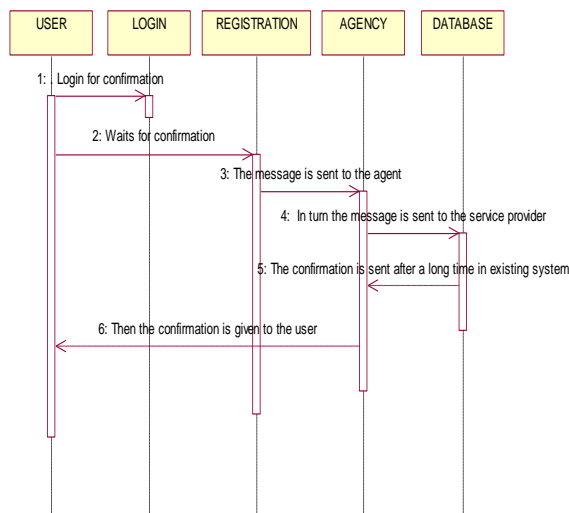 USER
LOGIN
REGISTRATION
AGENCY
DATABASE
1: . Login for confirmation
2: Waits for confirmation
3: The message is sent to the agent
4: In turn the message is sent to the service provider
5: The confirmation is sent after a long time in existing system
6: Then the confirmation is given to the user